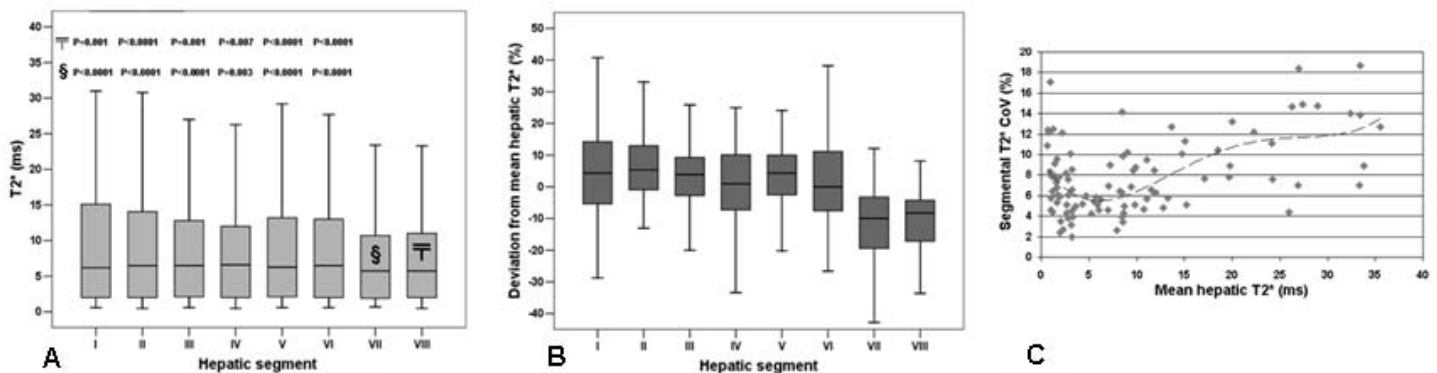 40
35
30
25
20
15
10
5
0
T2* (ms)
╤ P=0.001 P<0.0001 P=0.001 P=0.007 P<0.0001 P<0.0001
§ P<0.0001 P<0.0001 P<0.0001 P=0.003 P<0.0001 P<0.0001
§ ╤
I II III IV V VI VII VIII
Hepatic segment
A
50
40
30
20
10
0
-10
-20
-30
-40
Deviation from mean hepatic T2* (%)
I II III IV V VI VII VIII
Hepatic segment
B
20
18
16
14
12
10
8
6
4
2
0
Segmental T2* CoV (%)
0 5 10 15 20 25 30 35 40
Mean hepatic T2* (ms)
C